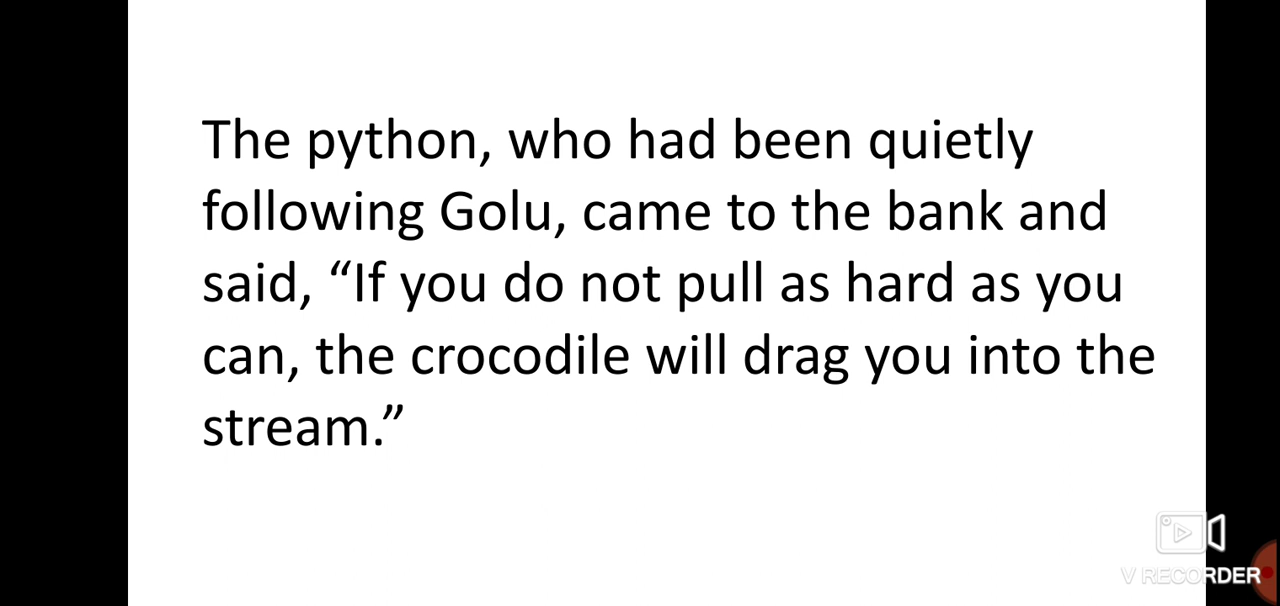 The python, who had been quietly
following Golu, came to the bank and
said, “If you do not pull as hard as you
can, the crocodile will drag you into the
stream.”
V RECORDER